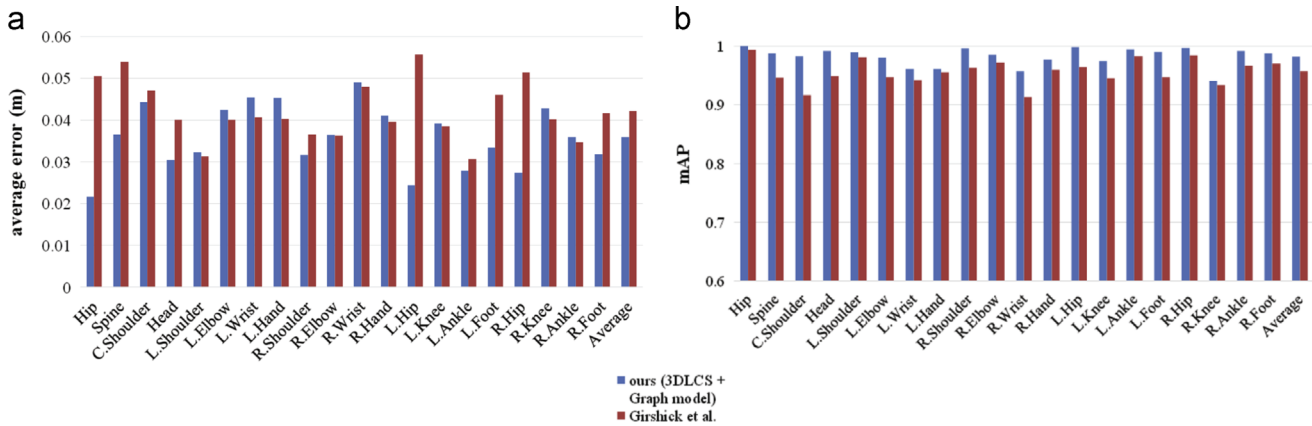 a
b
0.06
0.05
0.04
0.03
0.02
0.01
0
average error (m)
Hip
Spine
C.Shoulder
Head
L.Shoulder
L.Elbow
L.Wrist
L.Hand
R.Shoulder
R.Elbow
R.Wrist
R.Hand
L.Hip
L.Knee
L.Ankle
L.Foot
R.Hip
R.Knee
R.Ankle
R.Foot
Average
1
0.9
0.8
0.7
0.6
mAP
Hip
Spine
C.Shoulder
Head
L.Shoulder
L.Elbow
L.Wrist
L.Hand
R.Shoulder
R.Elbow
R.Wrist
R.Hand
L.Hip
L.Knee
L.Ankle
L.Foot
R.Hip
R.Knee
R.Ankle
R.Foot
Average
ours (3DLCS +
Graph model)
Girshick et al.